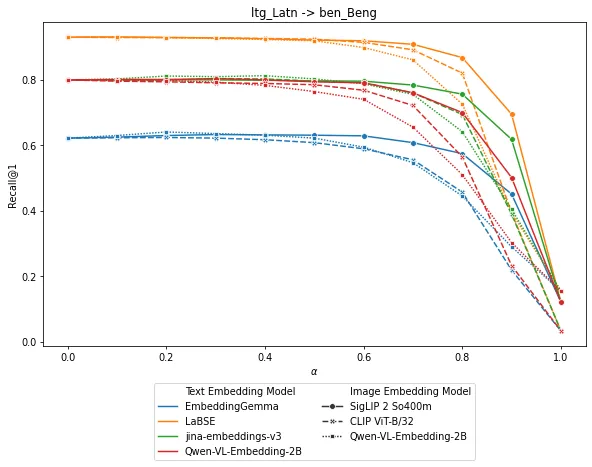 ltg_Latn -> ben_Beng
Recall@1
0.8
0.6
0.4
0.2
0.0
0.0 0.2 0.4 0.6 0.8 1.0
α
Text Embedding Model Image Embedding Model
EmbeddingGemma SigLIP 2 So400m
LaBSE CLIP ViT-B/32
jina-embeddings-v3 Qwen-VL-Embedding-2B
Qwen-VL-Embedding-2B